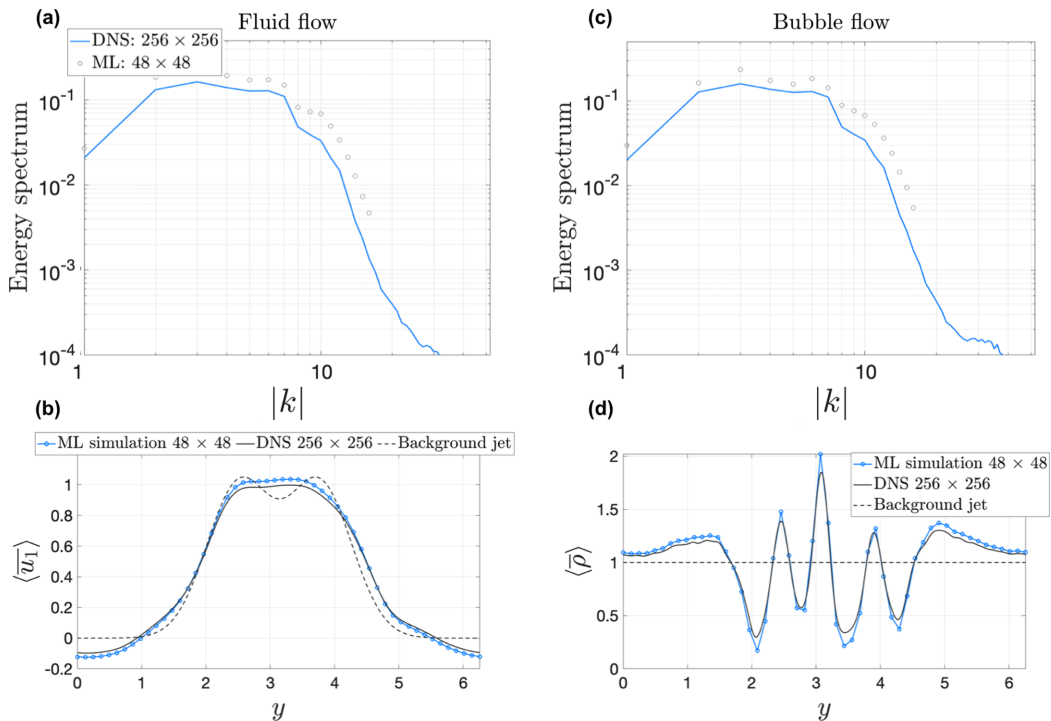 (a)
Fluid flow
DNS: 256 × 256
ML: 48 × 48
Energy spectrum
10⁻¹
10⁻²
10⁻³
10⁻⁴
1
10
|k|
(c)
Bubble flow
Energy spectrum
10⁻¹
10⁻²
10⁻³
10⁻⁴
1
10
|k|
(b)
ML simulation 48 × 48 DNS 256 × 256 Background jet
⟨u̅₁⟩
1
0.8
0.6
0.4
0.2
0
-0.2
0 1 2 3 4 5 6
y
(d)
ML simulation 48 × 48
DNS 256 × 256
Background jet
⟨ρ̅⟩
2
1.5
1
0.5
0
0 1 2 3 4 5 6
y